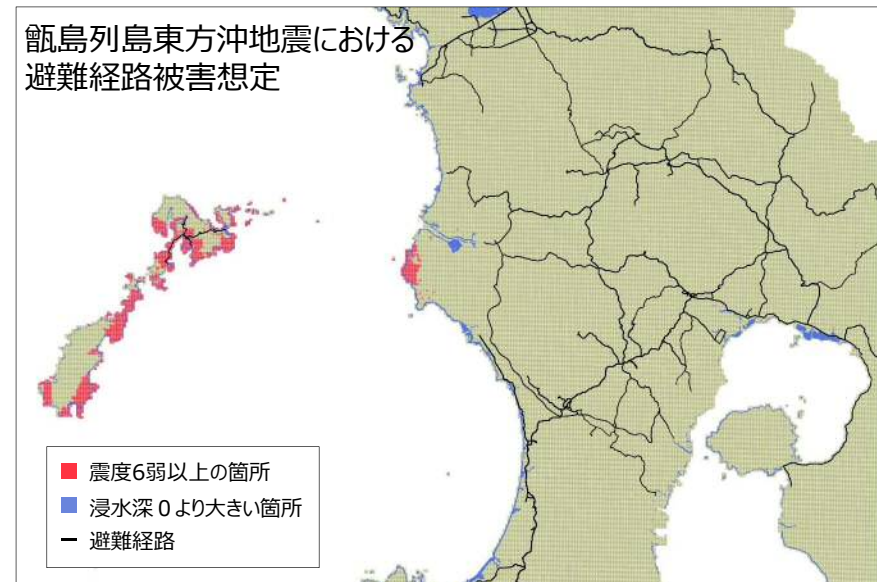 甑島列島東方沖地震における
避難経路被害想定
震度6弱以上の箇所
浸水深0より大きい箇所
避難経路